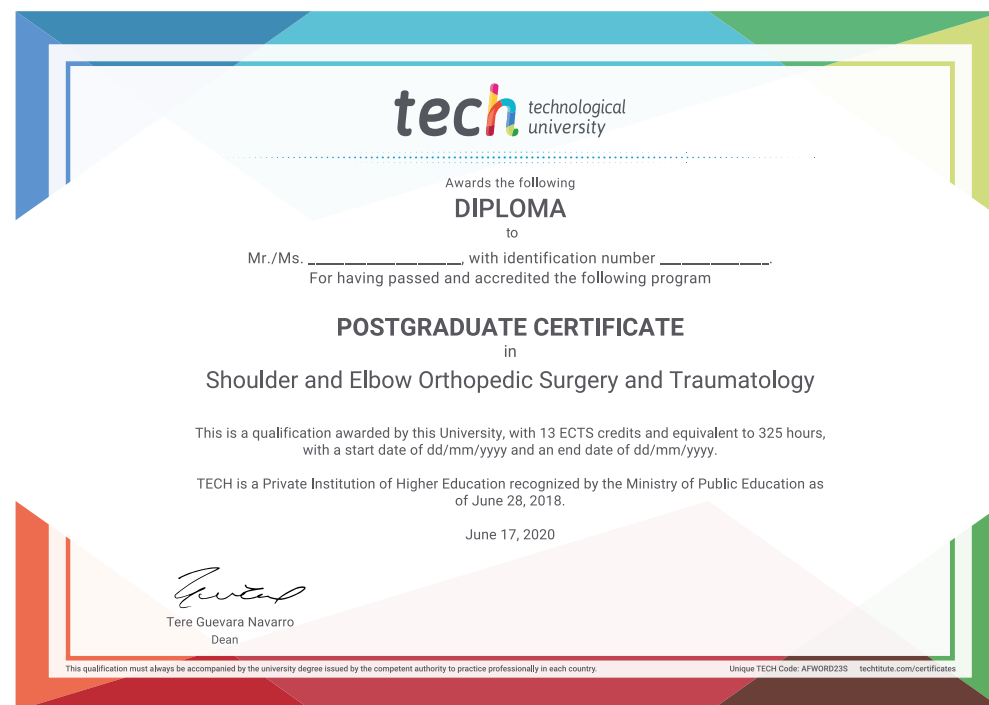 tech technological
university
Awards the following
DIPLOMA
to
Mr./Ms. ____________________, with identification number ______________.
For having passed and accredited the following program
POSTGRADUATE CERTIFICATE
in
Shoulder and Elbow Orthopedic Surgery and Traumatology
This is a qualification awarded by this University, with 13 ECTS credits and equivalent to 325 hours,
with a start date of dd/mm/yyyy and an end date of dd/mm/yyyy.
TECH is a Private Institution of Higher Education recognized by the Ministry of Public Education as
of June 28, 2018.
June 17, 2020
Tere Guevara Navarro
Dean
This qualification must always be accompanied by the university degree issued by the competent authority to practice professionally in each country.
Unique TECH Code: AFWORD23S techtitute.com/certificates